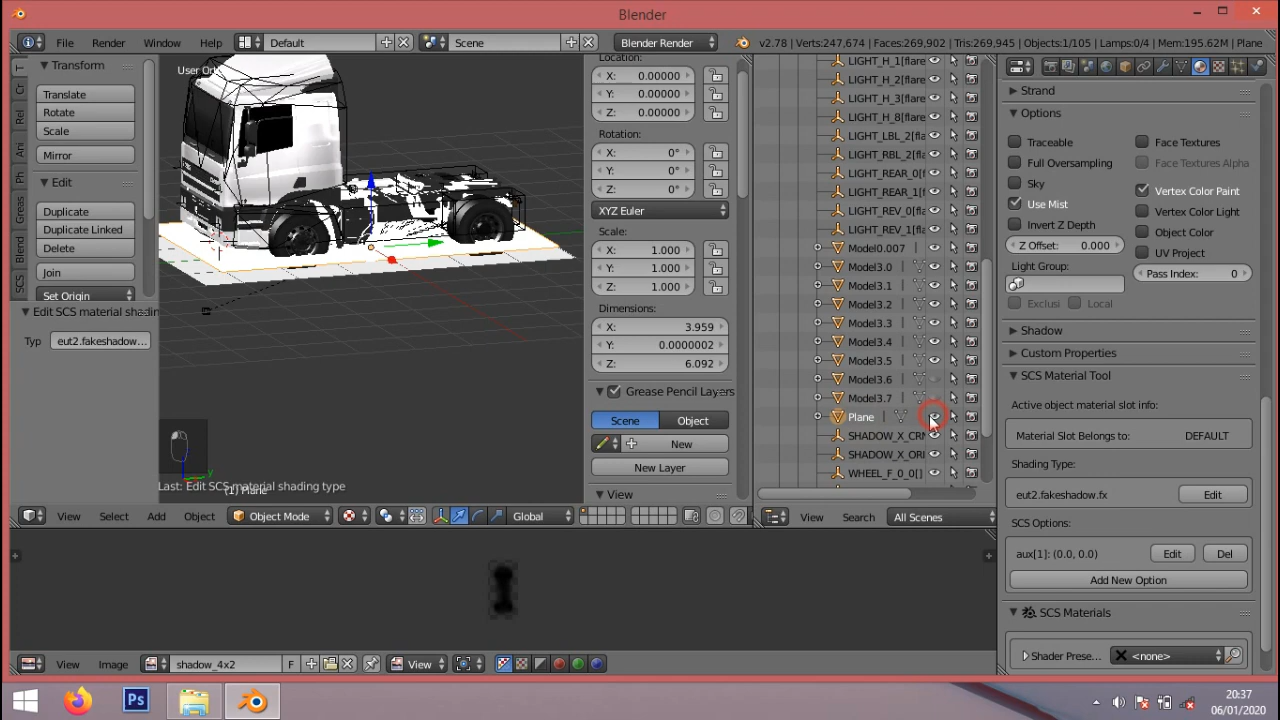 Blender
File Render Window Help Default Scene Blender Render v2.78 | Verts:247,674 | Faces:269,902 | Tris:269,945 | Objects:1/105 | Lamps:0/4 | Mem:195.62M | Plane
Transform
Translate
Rotate
Scale
Mirror
Edit
Duplicate
Duplicate Linked
Delete
Join
Set Origin
Edit SCS material shadin
Typ eut2.fakeshadow...
T
Cr
Rel
Ani
Ph
Greas
Blend
SCS
User Or
Last: Edit SCS material shading type
(1) Plane
Location:
X: 0.00000
Y: 0.00000
Z: 0.00000
Rotation:
X: 0°
Y: 0°
Z: 0°
XYZ Euler
Scale:
X: 1.000
Y: 1.000
Z: 1.000
Dimensions:
X: 3.959
Y: 0.0000002
Z: 6.092
Grease Pencil Layers
Scene Object
New
New Layer
View
LIGHT_H_1[flare
LIGHT_H_2[flare
LIGHT_H_3[flare
LIGHT_H_8[flare
LIGHT_LBL_2[fla
LIGHT_RBL_2[fla
LIGHT_REAR_0[f
LIGHT_REAR_1[f
LIGHT_REV_0[fla
LIGHT_REV_1[fla
Model0.007
Model3.0
Model3.1
Model3.2
Model3.3
Model3.4
Model3.5
Model3.6
Model3.7
Plane
SHADOW_X_CRN
SHADOW_X_ORI
WHEEL_F_0_0[]
View Select Add Object Object Mode Global
View Search All Scenes
Strand
Options
Traceable Face Textures
Full Oversampling Face Textures Alpha
Sky Vertex Color Paint
Use Mist Vertex Color Light
Invert Z Depth Object Color
Z Offset: 0.000 UV Project
Light Group: Pass Index: 0
Exclusi Local
Shadow
Custom Properties
SCS Material Tool
Active object material slot info:
Material Slot Belongs to: DEFAULT
Shading Type:
eut2.fakeshadow.fx Edit
SCS Options:
aux[1]: (0.0, 0.0) Edit Del
Add New Option
SCS Materials
Shader Prese... <none>
View Image shadow_4x2 F View
Ps
20:37
06/01/2020